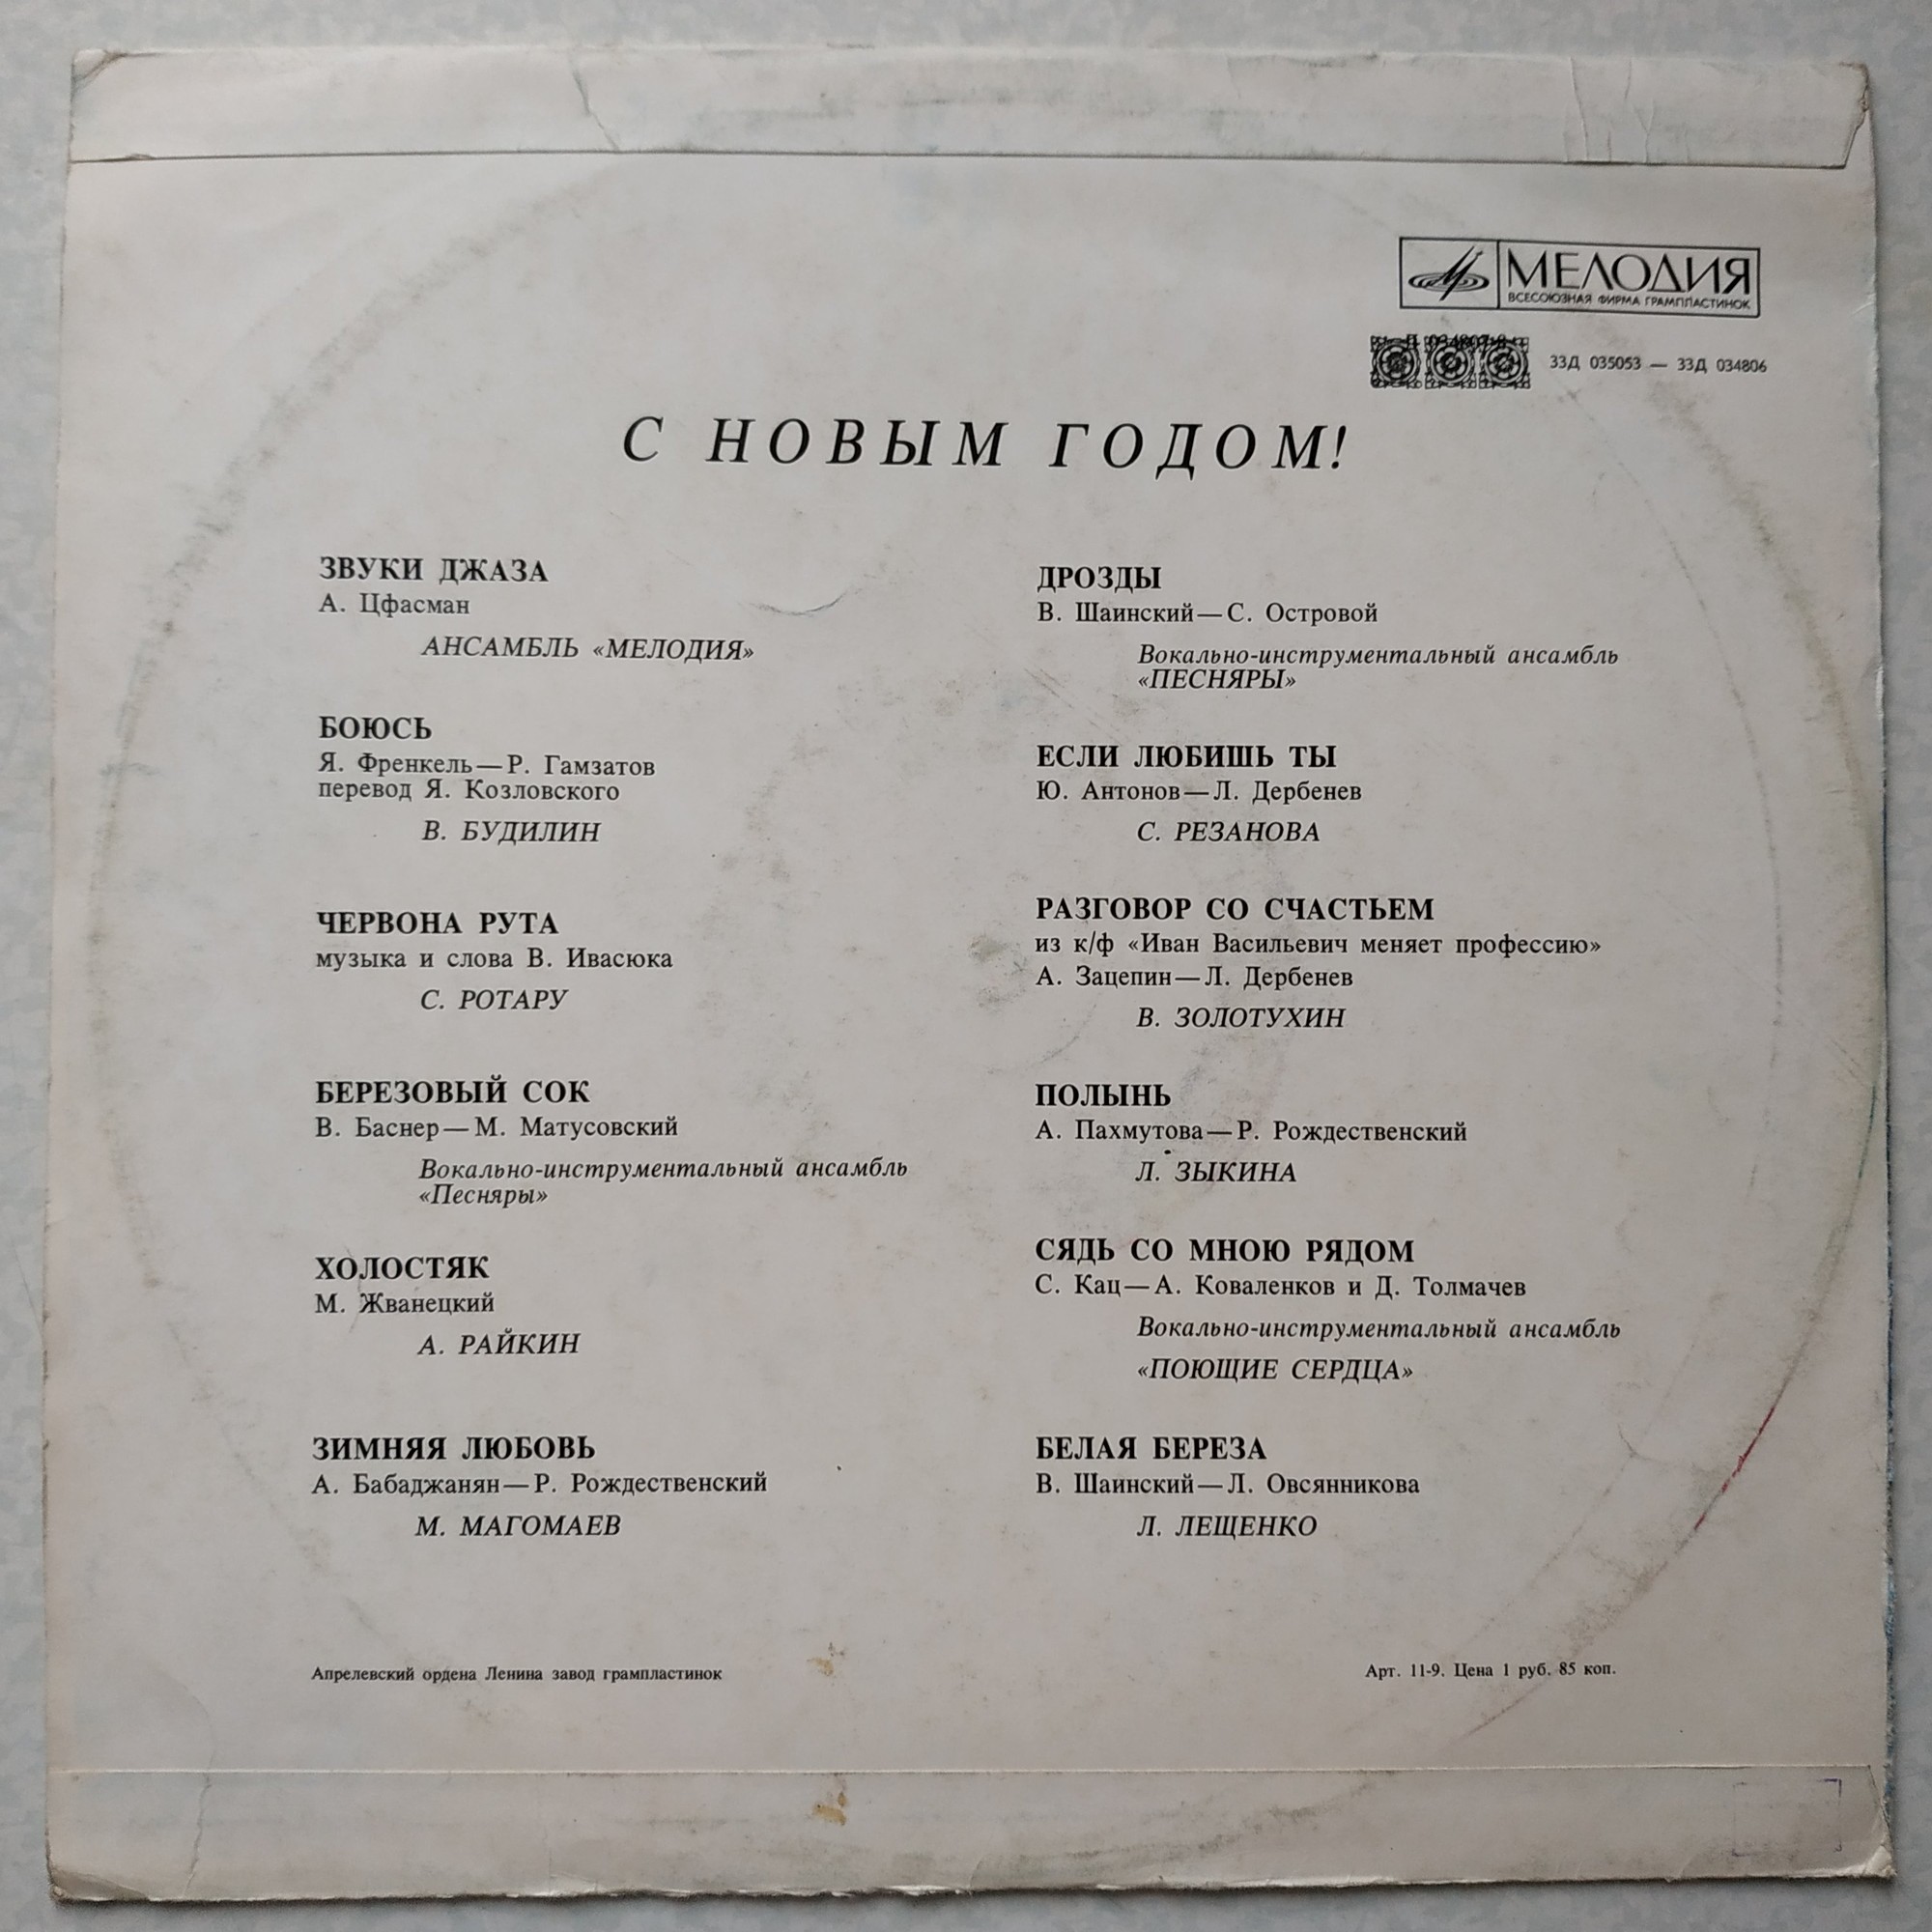 МЕЛОДИЯ
ВСЕСОЮЗНАЯ ФИРМА ГРАМПЛАСТИНОК
33Д 035053 — 33Д 034806
С НОВЫМ ГОДОМ!
ЗВУКИ ДЖАЗА
А. Цфасман
АНСАМБЛЬ «МЕЛОДИЯ»
БОЮСЬ
Я. Френкель—Р. Гамзатов
перевод Я. Козловского
В. БУДИЛИН
ЧЕРВОНА РУТА
музыка и слова В. Ивасюка
С. РОТАРУ
БЕРЕЗОВЫЙ СОК
В. Баснер—М. Матусовский
Вокально-инструментальный ансамбль
«Песняры»
ХОЛОСТЯК
М. Жванецкий
А. РАЙКИН
ЗИМНЯЯ ЛЮБОВЬ
А. Бабаджанян—Р. Рождественский
М. МАГОМАЕВ
ДРОЗДЫ
В. Шаинский—С. Островой
Вокально-инструментальный ансамбль
«ПЕСНЯРЫ»
ЕСЛИ ЛЮБИШЬ ТЫ
Ю. Антонов—Л. Дербенев
С. РЕЗАНОВА
РАЗГОВОР СО СЧАСТЬЕМ
из к/ф «Иван Васильевич меняет профессию»
А. Зацепин—Л. Дербенев
В. ЗОЛОТУХИН
ПОЛЫНЬ
А. Пахмутова—Р. Рождественский
Л. ЗЫКИНА
СЯДЬ СО МНОЮ РЯДОМ
С. Кац—А. Коваленков и Д. Толмачев
Вокально-инструментальный ансамбль
«ПОЮЩИЕ СЕРДЦА»
БЕЛАЯ БЕРЕЗА
В. Шаинский—Л. Овсянникова
Л. ЛЕЩЕНКО
Апрелевский ордена Ленина завод грампластинок
Арт. 11-9. Цена 1 руб. 85 коп.